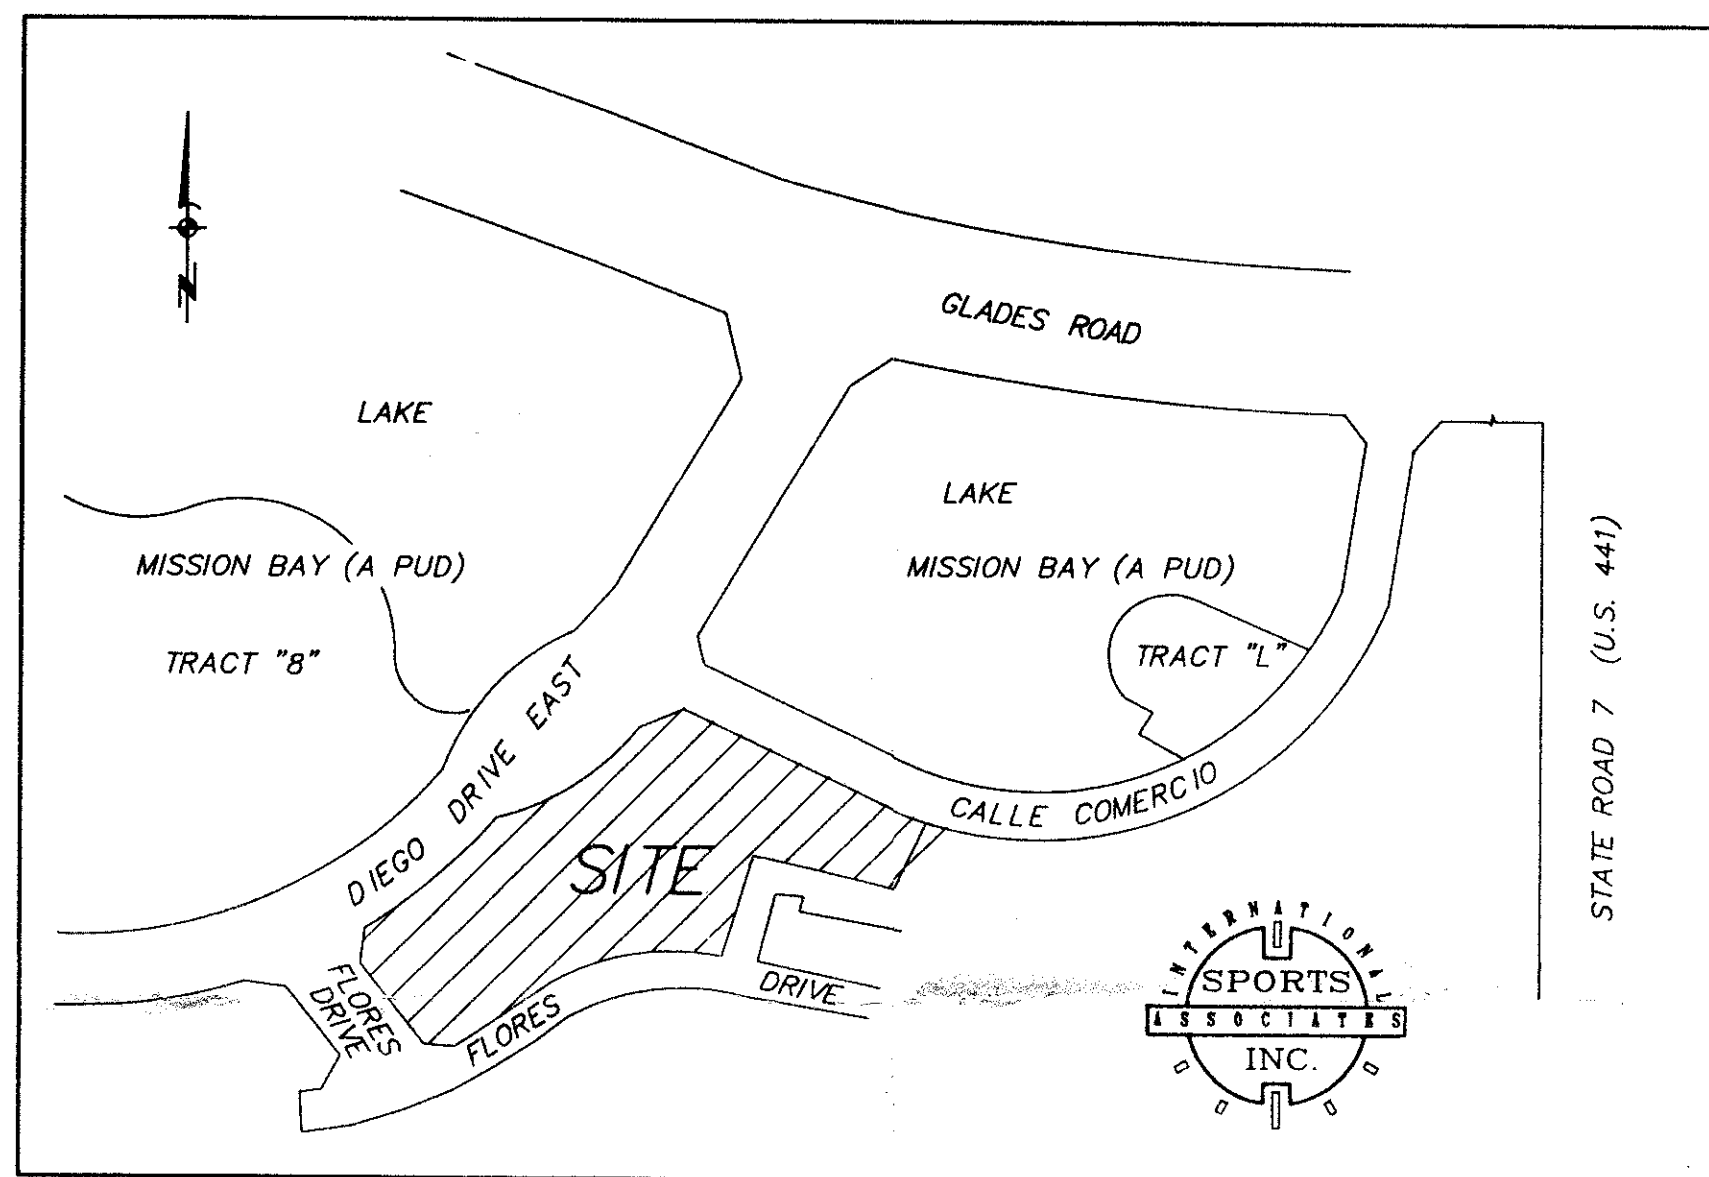 N
GLADES ROAD
LAKE
LAKE
MISSION BAY (A PUD)
MISSION BAY (A PUD)
TRACT "8"
TRACT "L"
STATE ROAD 7 (U.S. 441)
DIEGO DRIVE EAST
CALLE COMERCIO
SITE
FLORES
DRIVE
FLORES
DRIVE
INTERNATIONAL
SPORTS
ASSOCIATES
INC.